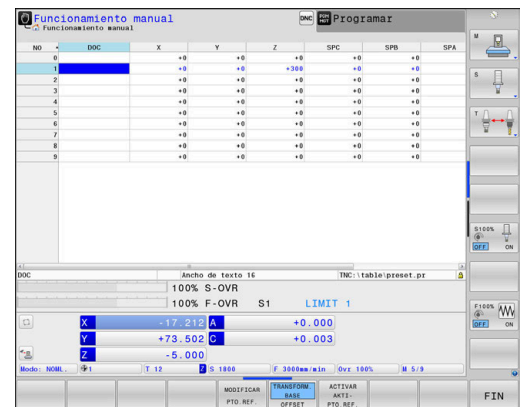 Funcionamiento manual
Funcionamiento manual
DNC
Programar
NO DOC X Y Z SPC SPB SPA
0 +0 +0 +0 +0 +0
1 +0 +0 +300 +0 +0
2 +0 +0 +0 +0 +0
3 +0 +0 +0 +0 +0
4 +0 +0 +0 +0 +0
5 +0 +0 +0 +0 +0
6 +0 +0 +0 +0 +0
7 +0 +0 +0 +0 +0
8 +0 +0 +0 +0 +0
9 +0 +0 +0 +0 +0
DOC Ancho de texto 16 TNC:\table\preset.pr
100% S-OVR
100% F-OVR S1 LIMIT 1
X -17.212 A +0.000
Y +73.502 C +0.003
Z -5.000
Modo: NOML. 1 T 12 Z S 1800 F 3000mm/min Ovr 100% M 5/9
MODIFICAR
PTO.REF.
TRANSFORM.
BASE
OFFSET
ACTIVAR
AKTI-
PTO.REF.
FIN
M
S
T
S100%
OFF ON
F100%
OFF ON